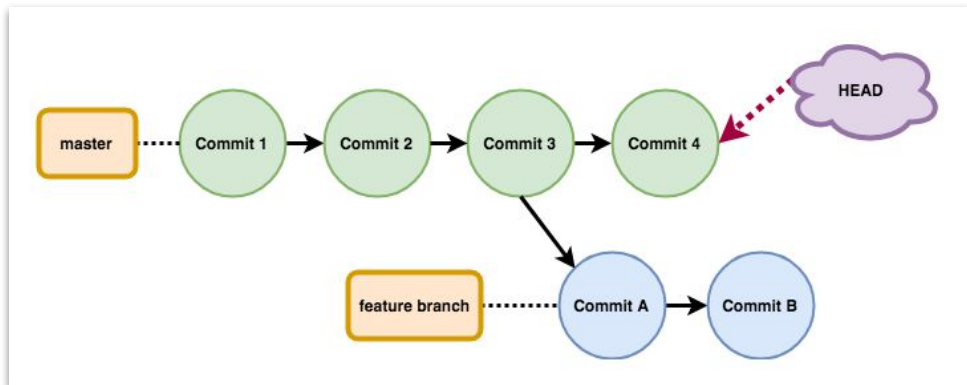 HEAD
master
Commit 1
Commit 2
Commit 3
Commit 4
feature branch
Commit A
Commit B